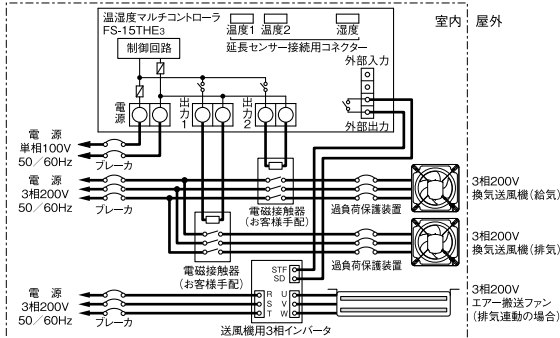 温湿度マルチコントローラ
FS-15THE3
制御回路
温度1 温度2 湿度
延長センサー接続用コネクター
室内 屋外
外部入力
外部出力
電源
出力1
出力2
電 源
単相100V
50/60Hz
ブレーカ
電 源
3相200V
50/60Hz
ブレーカ
電磁接触器
(お客様手配)
過負荷保護装置
3相200V
換気送風機(給気)
電磁接触器
(お客様手配)
過負荷保護装置
3相200V
換気送風機(排気)
STF
SD
電 源
3相200V
50/60Hz
ブレーカ
R U
S V
T W
送風機用3相インバータ
3相200V
エアー搬送ファン
(排気連動の場合)